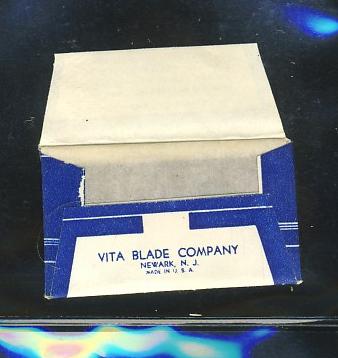 VITA BLADE COMPANY
NEWARK, N. J.
MADE IN U. S. A.